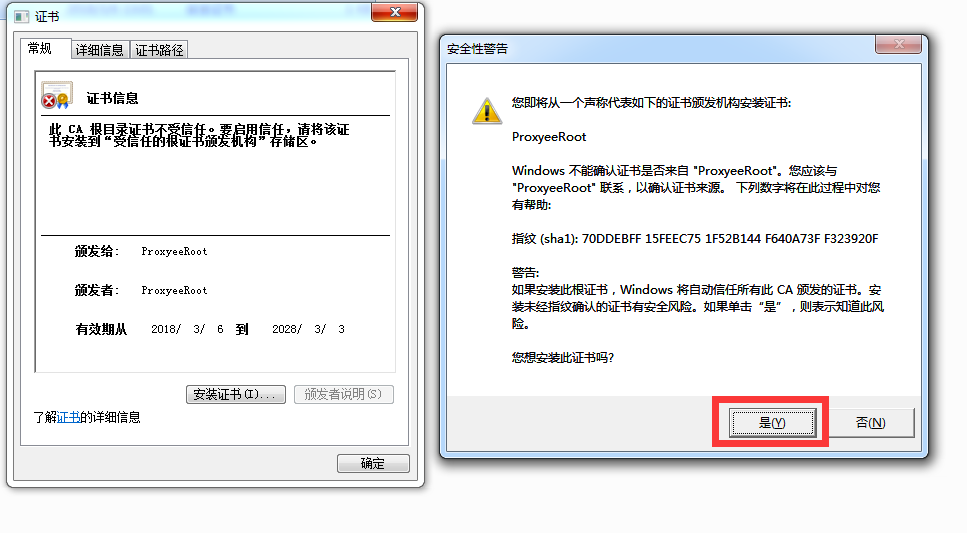 证书
常规
详细信息
证书路径
证书信息
此 CA 根目录证书不受信任。要启用信任，请将该证
书安装到“受信任的根证书颁发机构”存储区。
颁发给: ProxyeeRoot
颁发者: ProxyeeRoot
有效期从 2018/ 3/ 6 到 2028/ 3/ 3
安装证书(I)...
颁发者说明(S)
了解证书的详细信息
确定
安全性警告
您即将从一个声称代表如下的证书颁发机构安装证书:
ProxyeeRoot
Windows 不能确认证书是否来自 "ProxyeeRoot"。您应该与
"ProxyeeRoot" 联系，以确认证书来源。 下列数字将在此过程中对您
有帮助:
指纹 (sha1): 70DDEBFF 15FEEC75 1F52B144 F640A73F F323920F
警告:
如果安装此根证书，Windows 将自动信任所有此 CA 颁发的证书。安
装未经指纹确认的证书有安全风险。如果单击“是”，则表示知道此风
险。
您想安装此证书吗?
是(Y)
否(N)